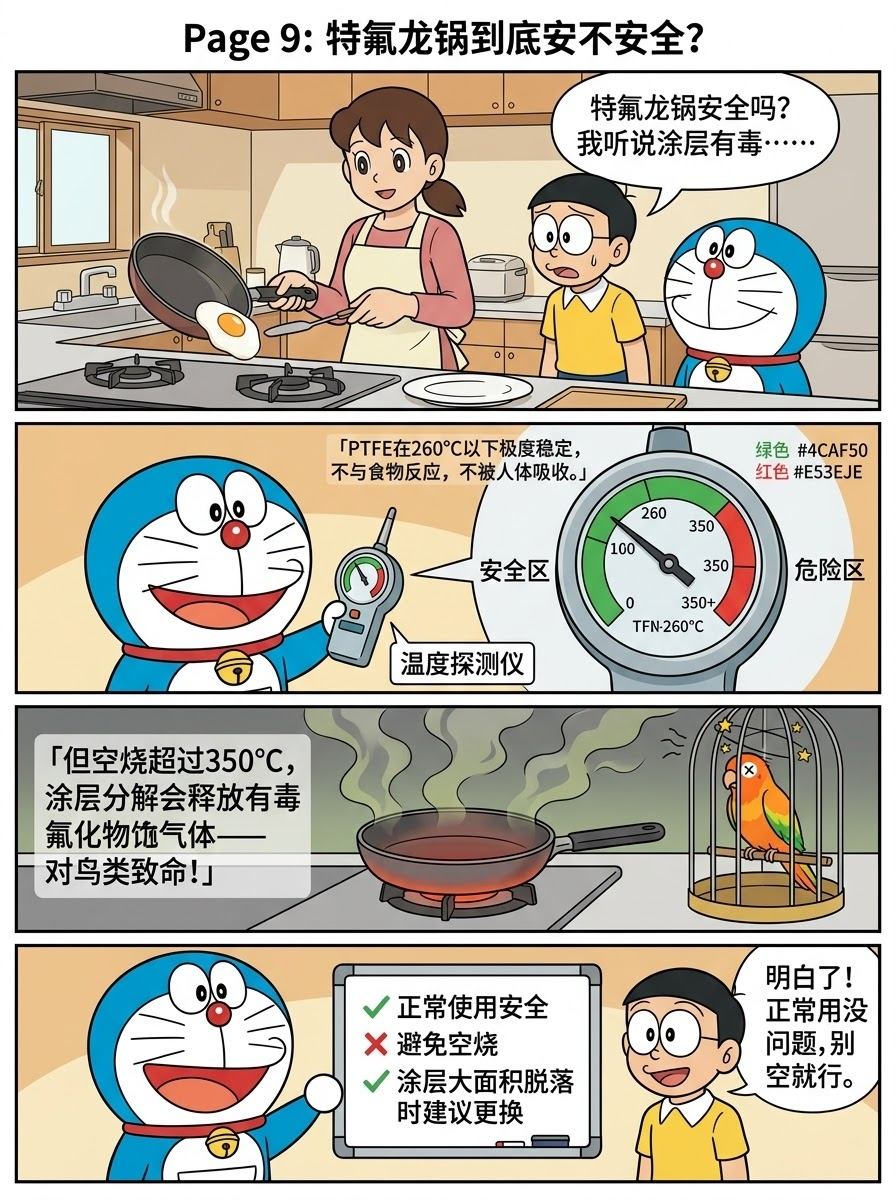 Page 9: 特氟龙锅到底安不安全？
特氟龙锅安全吗？
我听说涂层有毒……
「PTFE在260°C以下极度稳定，
不与食物反应，不被人体吸收。」
绿色 #4CAF50
红色 #E53EJE
安全区
危险区
0
100
260
350
350
350+
TFN-260°C
温度探测仪
「但空烧超过350°C，
涂层分解会释放有毒
氟化物气体——
对鸟类致命！」
✓ 正常使用安全
✗ 避免空烧
✓ 涂层大面积脱落
时建议更换
明白了！
正常用没
问题，别
空就行。